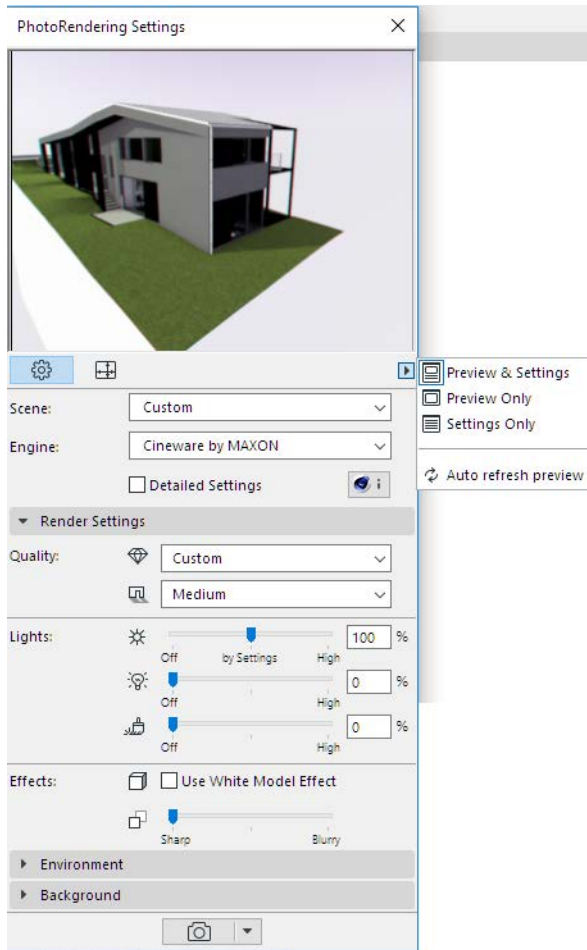 PhotoRendering Settings
Preview & Settings
Preview Only
Settings Only
Auto refresh preview
Scene: Custom
Engine: Cineware by MAXON
Detailed Settings i
Render Settings
Quality: Custom
Medium
Lights: 100 %
Off by Settings High
0 %
Off High
0 %
Off High
Effects: Use White Model Effect
Sharp Blurry
Environment
Background